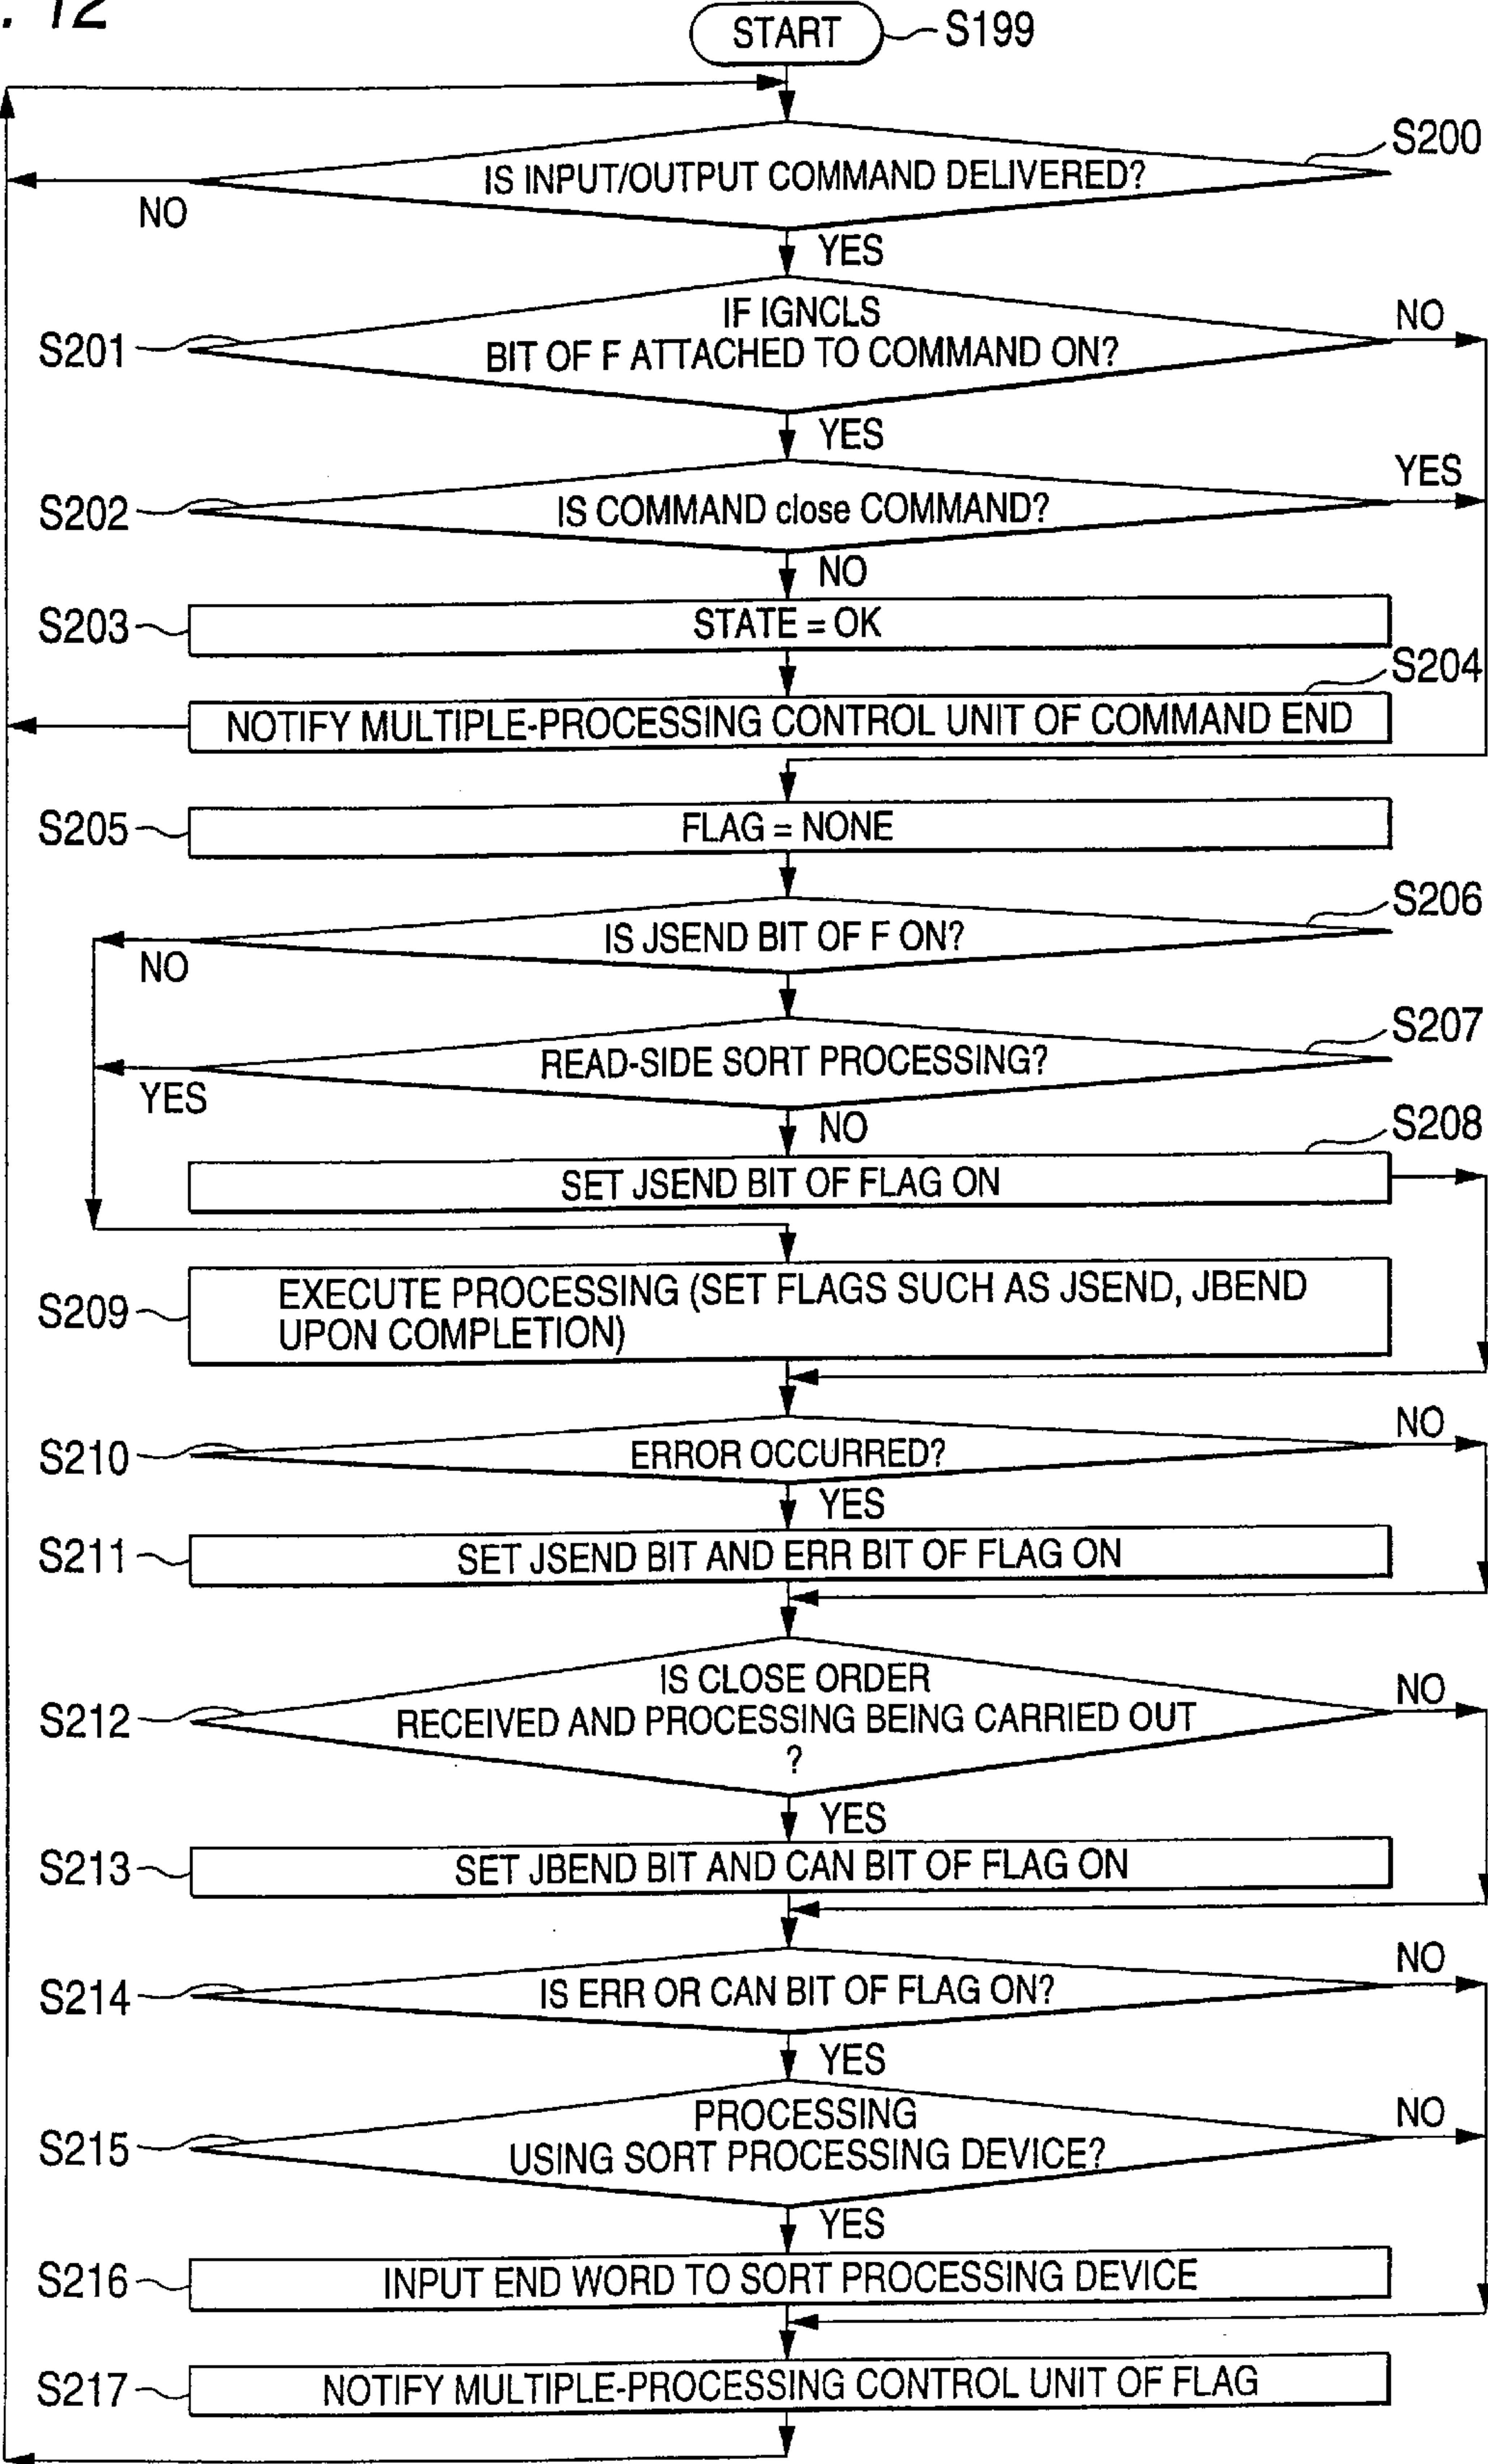 . 12
START
S199
IS INPUT/OUTPUT COMMAND DELIVERED?
S200
NO
YES
S201
IF IGNCLS
BIT OF F ATTACHED TO COMMAND ON?
NO
YES
S202
IS COMMAND close COMMAND?
YES
NO
S203
STATE = OK
S204
NOTIFY MULTIPLE-PROCESSING CONTROL UNIT OF COMMAND END
S205
FLAG = NONE
S206
IS JSEND BIT OF F ON?
NO
S207
READ-SIDE SORT PROCESSING?
YES
NO
S208
SET JSEND BIT OF FLAG ON
S209
EXECUTE PROCESSING (SET FLAGS SUCH AS JSEND, JBEND
UPON COMPLETION)
S210
ERROR OCCURRED?
NO
YES
S211
SET JSEND BIT AND ERR BIT OF FLAG ON
S212
IS CLOSE ORDER
RECEIVED AND PROCESSING BEING CARRIED OUT
?
NO
YES
S213
SET JBEND BIT AND CAN BIT OF FLAG ON
S214
IS ERR OR CAN BIT OF FLAG ON?
NO
YES
S215
PROCESSING
USING SORT PROCESSING DEVICE?
NO
YES
S216
INPUT END WORD TO SORT PROCESSING DEVICE
S217
NOTIFY MULTIPLE-PROCESSING CONTROL UNIT OF FLAG